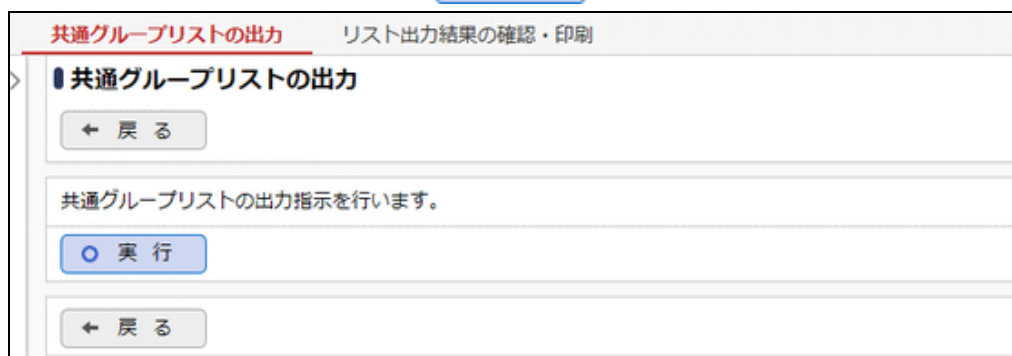 共通グループリストの出力 リスト出力結果の確認・印刷
共通グループリストの出力
← 戻 る
共通グループリストの出力指示を行います。
実 行
← 戻 る